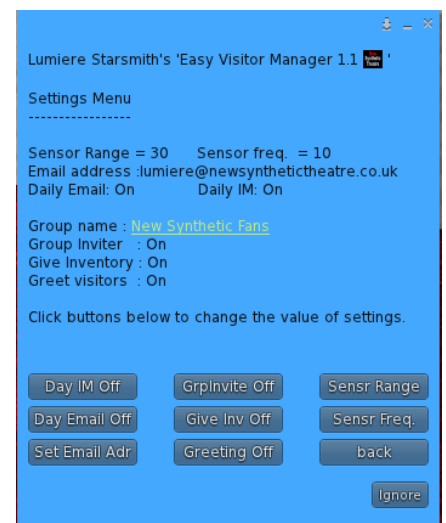 Lumiere Starsmith's 'Easy Visitor Manager 1.1 '
Settings Menu
-----------------
Sensor Range = 30 Sensor freq. = 10
Email address :lumiere@newsynthetictheatre.co.uk
Daily Email: On Daily IM: On
Group name : New Synthetic Fans
Group Inviter : On
Give Inventory : On
Greet visitors : On
Click buttons below to change the value of settings.
Day IM Off GrpInvite Off Sensr Range
Day Email Off Give Inv Off Sensr Freq.
Set Email Adr Greeting Off back
Ignore